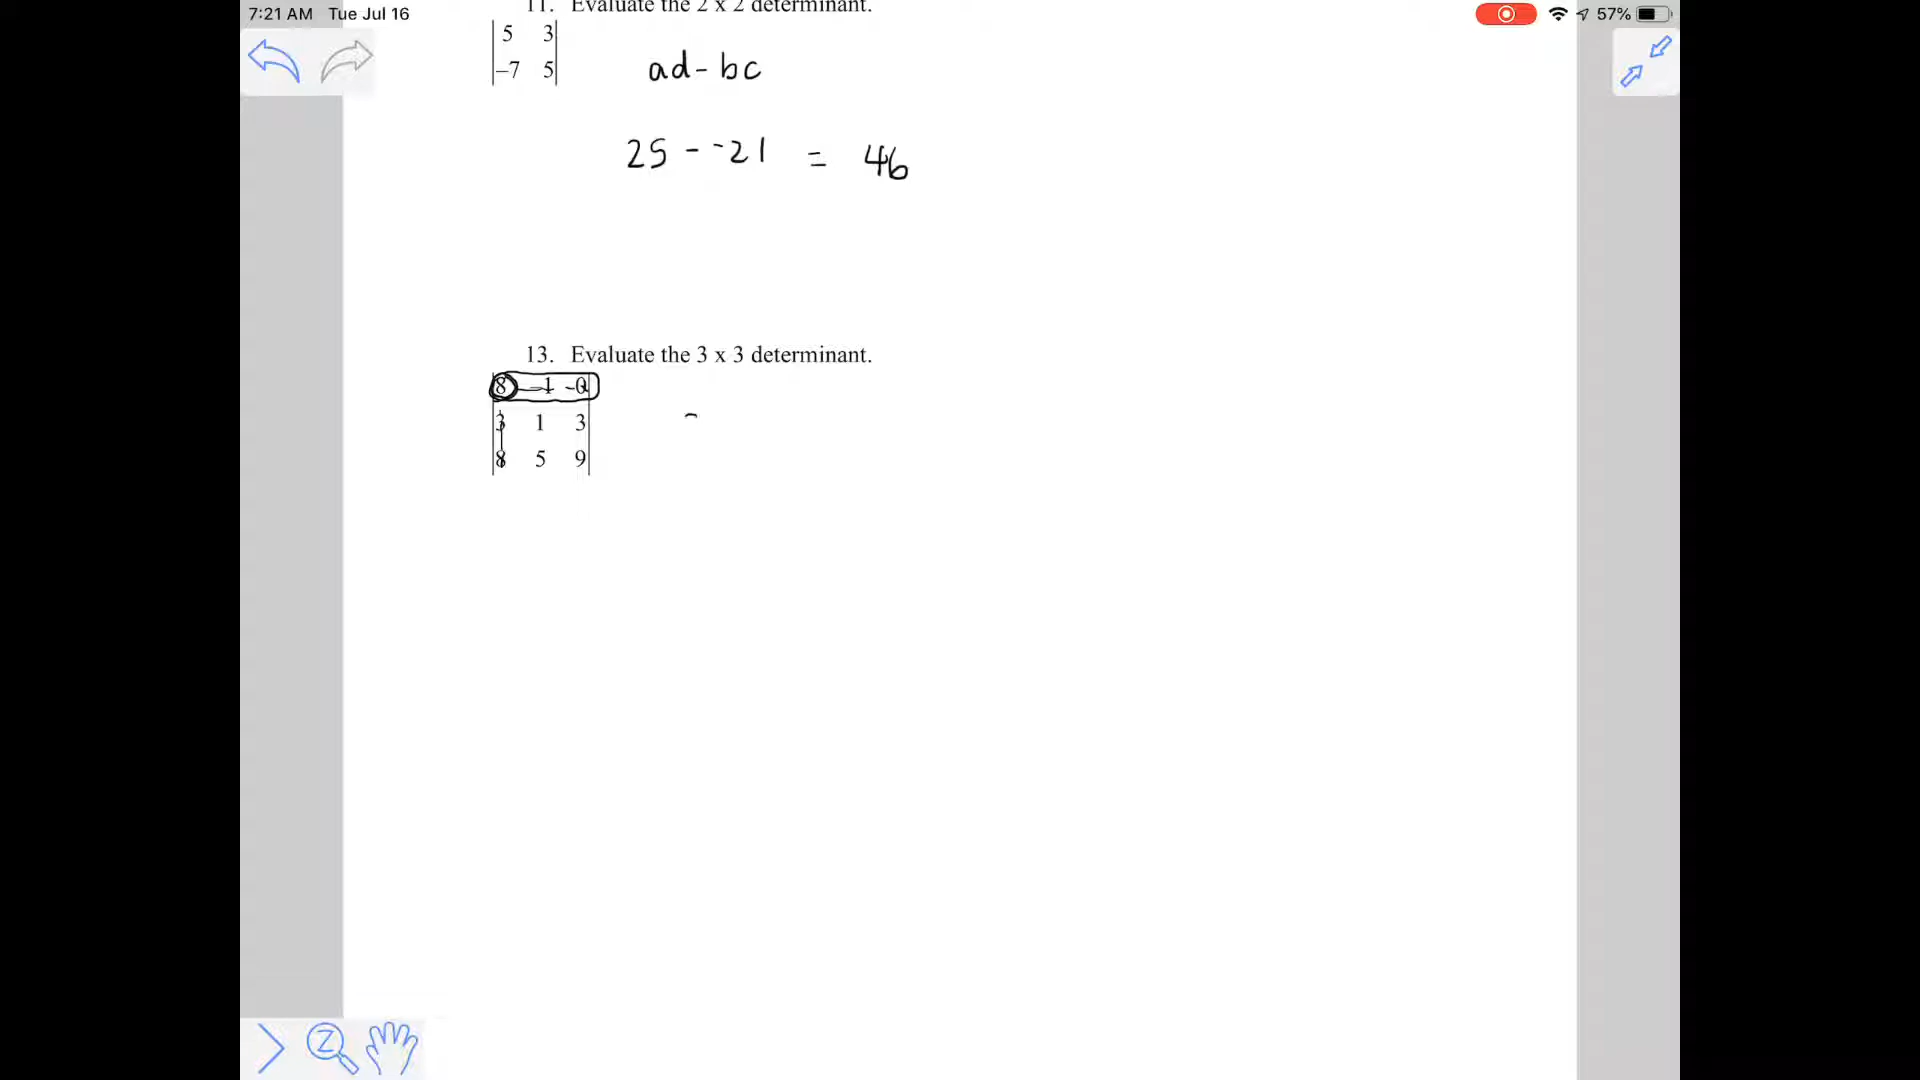 7:21 AM Tue Jul 16 57%
11. Evaluate the 2 x 2 determinant.
5 3
–7 5
ad - bc
25 - -21 = 46
13. Evaluate the 3 x 3 determinant.
8 –1 0
3 1 3
8 5 9
Z